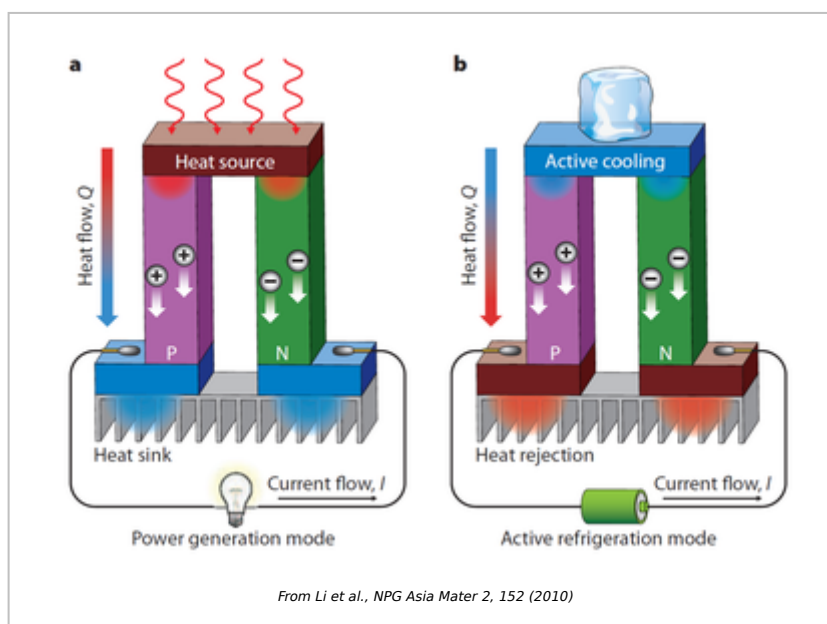 a
Heat source
Heat flow, Q
+
+
−
−
P
N
Heat sink
Current flow, I
Power generation mode
b
Active cooling
Heat flow, Q
+
+
−
−
P
N
Heat rejection
Current flow, I
Active refrigeration mode
From Li et al., NPG Asia Mater 2, 152 (2010)